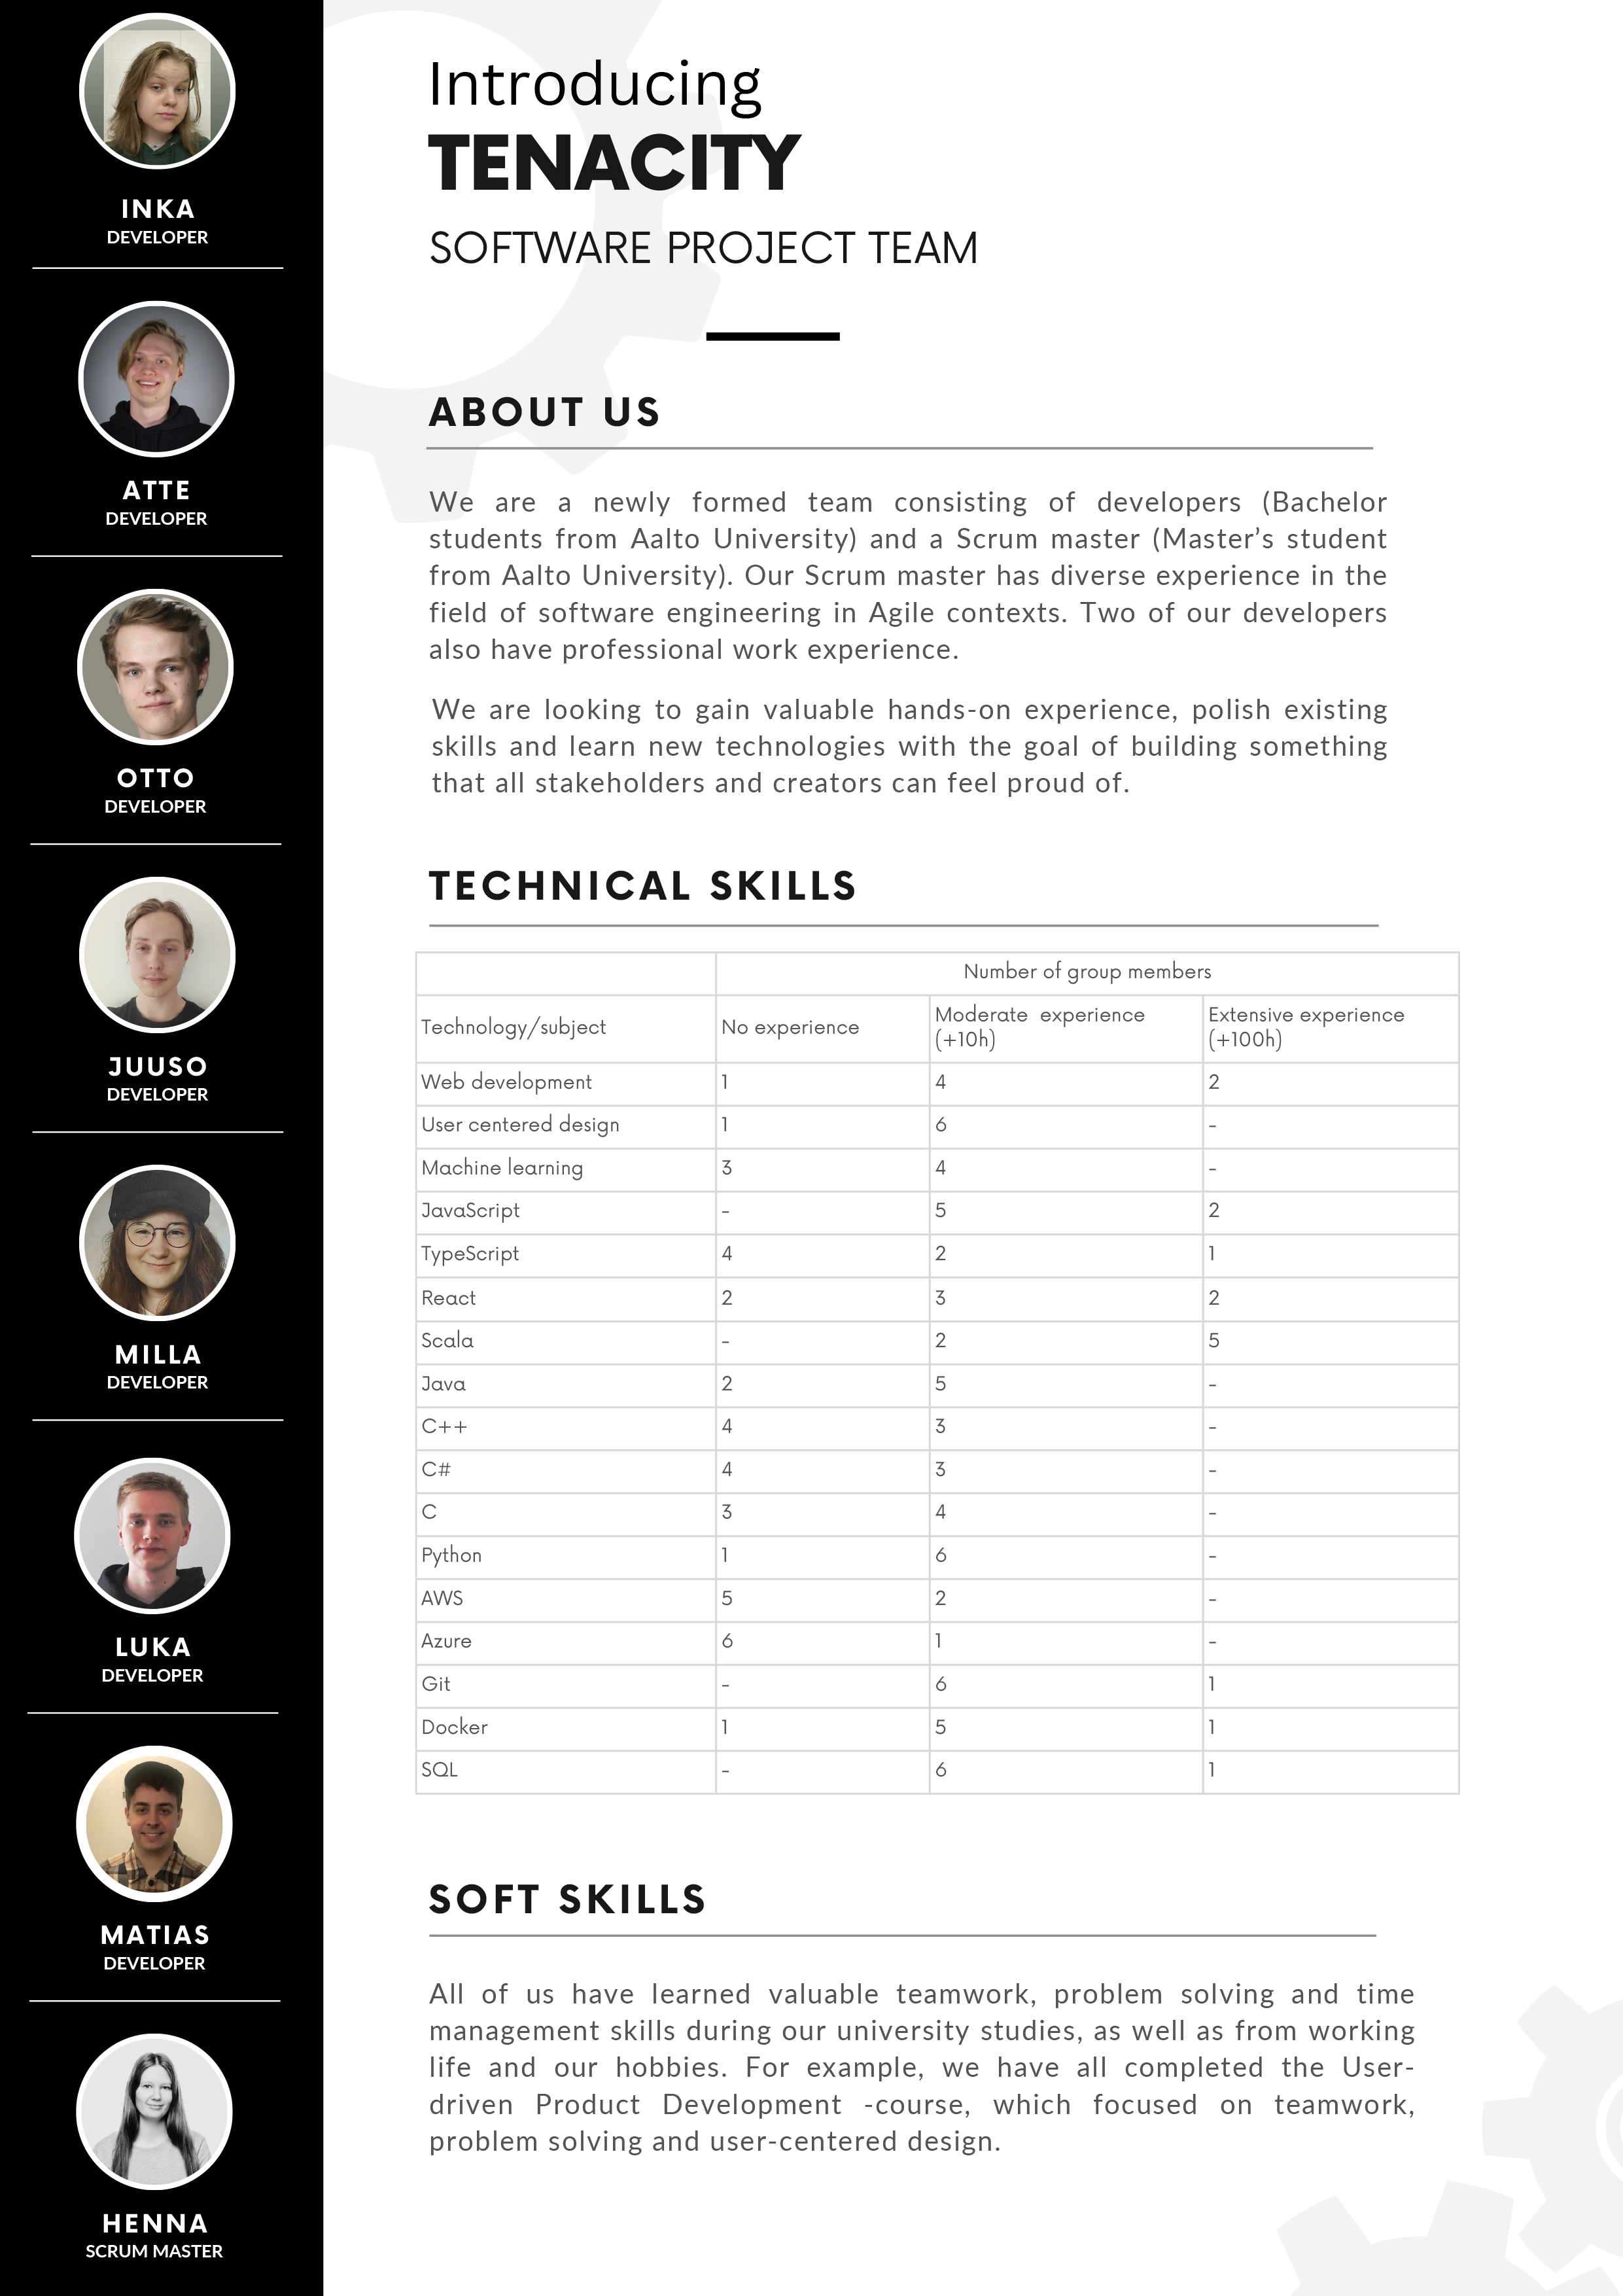 INKA
DEVELOPER
ATTE
DEVELOPER
OTTO
DEVELOPER
JUUSO
DEVELOPER
MILLA
DEVELOPER
LUKA
DEVELOPER
MATIAS
DEVELOPER
HENNA
SCRUM MASTER
Introducing
TENACITY
SOFTWARE PROJECT TEAM
ABOUT US
We are a newly formed team consisting of developers (Bachelor
students from Aalto University) and a Scrum master (Master’s student
from Aalto University). Our Scrum master has diverse experience in the
field of software engineering in Agile contexts. Two of our developers
also have professional work experience.
We are looking to gain valuable hands-on experience, polish existing
skills and learn new technologies with the goal of building something
that all stakeholders and creators can feel proud of.
TECHNICAL SKILLS
Number of group members
Technology/subject No experience Moderate experience (+10h) Extensive experience (+100h)
Web development 1 4 2
User centered design 1 6 -
Machine learning 3 4 -
JavaScript - 5 2
TypeScript 4 2 1
React 2 3 2
Scala - 2 5
Java 2 5 -
C++ 4 3 -
C# 4 3 -
C 3 4 -
Python 1 6 -
AWS 5 2 -
Azure 6 1 -
Git - 6 1
Docker 1 5 1
SQL - 6 1
SOFT SKILLS
All of us have learned valuable teamwork, problem solving and time
management skills during our university studies, as well as from working
life and our hobbies. For example, we have all completed the User-
driven Product Development -course, which focused on teamwork,
problem solving and user-centered design.